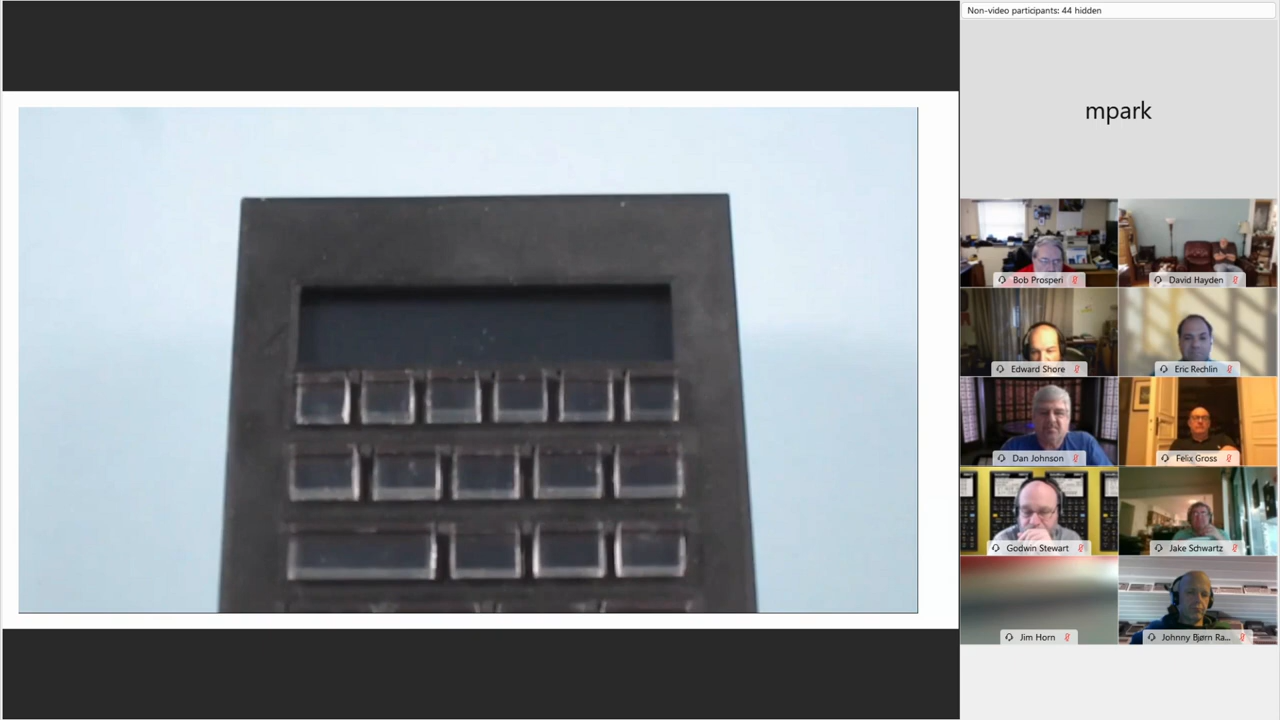 Non-video participants: 44 hidden
mpark
Bob Prosperi
David Hayden
Edward Shore
Eric Rechlin
Dan Johnson
Felix Gross
Godwin Stewart
Jake Schwartz
Jim Horn
Johnny Bjørn Ra...